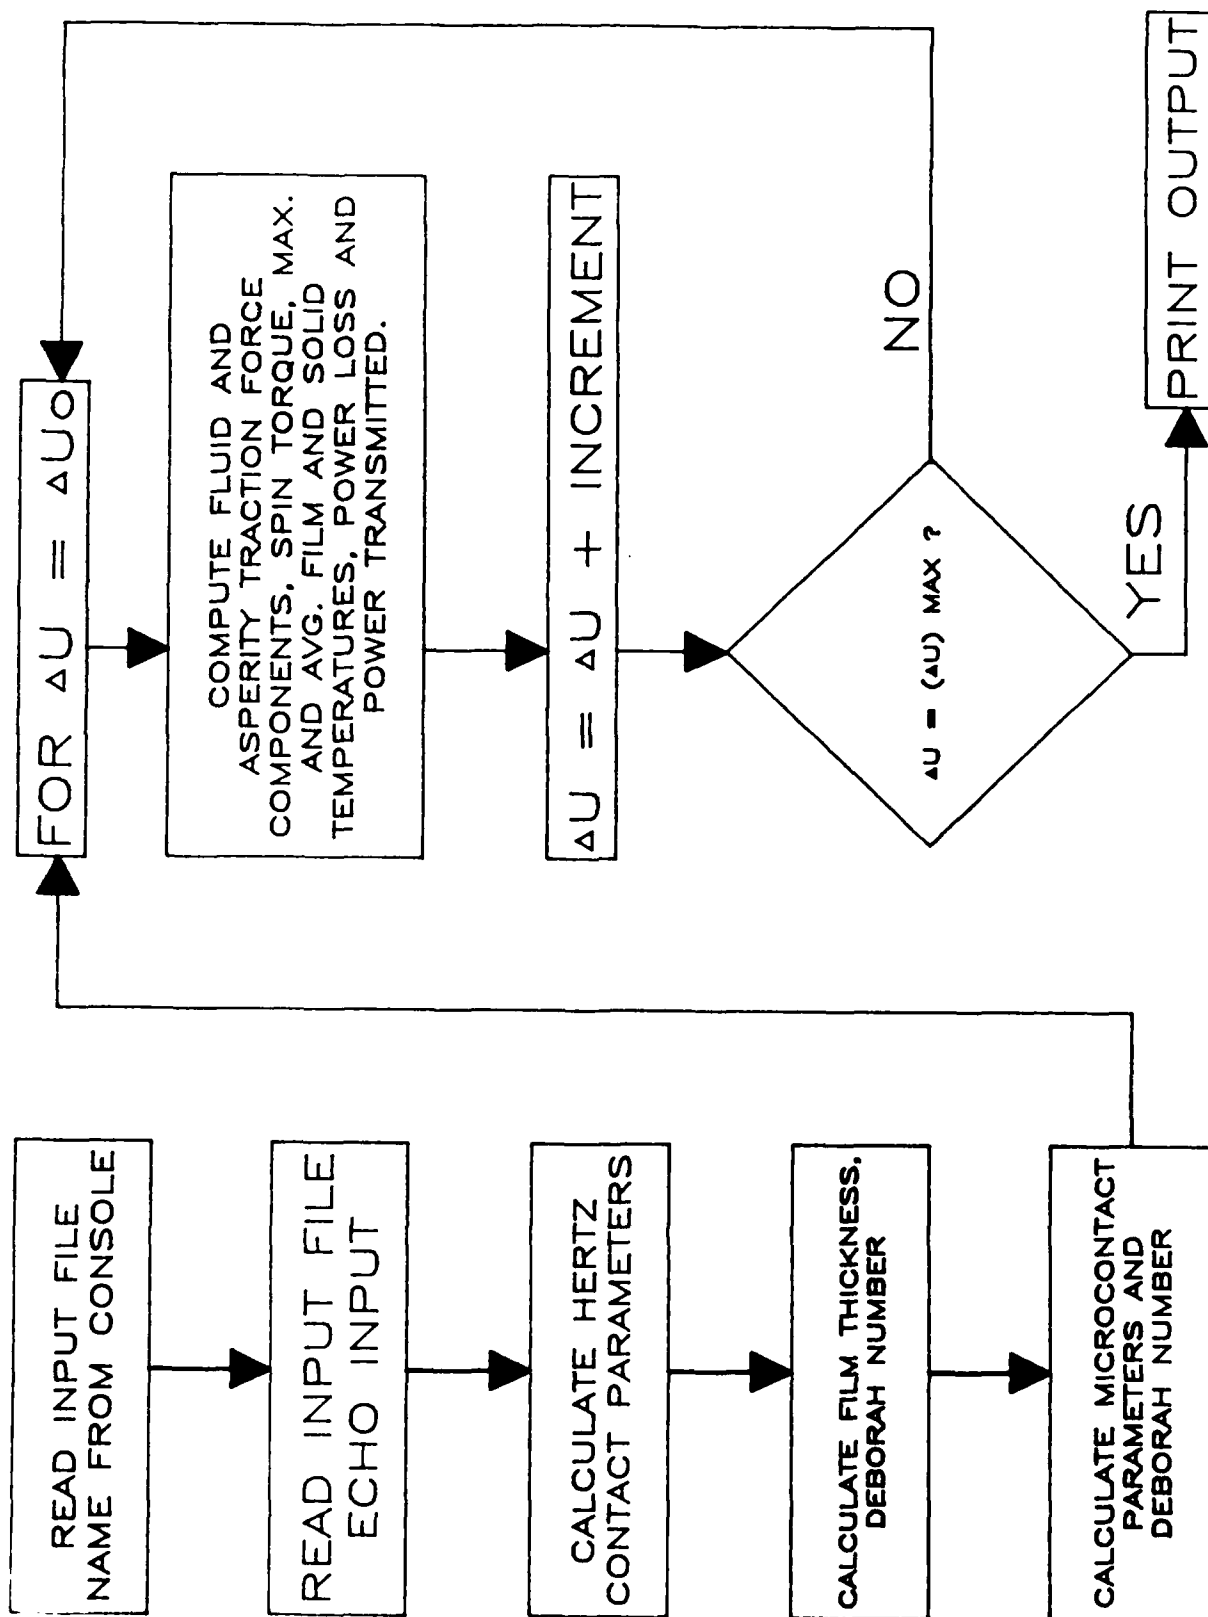 READ INPUT FILE
NAME FROM CONSOLE
READ INPUT FILE
ECHO INPUT
CALCULATE HERTZ
CONTACT PARAMETERS
CALCULATE FILM THICKNESS,
DEBORAH NUMBER
CALCULATE MICROCONTACT
PARAMETERS AND
DEBORAH NUMBER
FOR ΔU = ΔUo
COMPUTE FLUID AND
ASPERITY TRACTION FORCE
COMPONENTS, SPIN TORQUE, MAX.
AND AVG. FILM AND SOLID
TEMPERATURES, POWER LOSS AND
POWER TRANSMITTED.
ΔU = ΔU + INCREMENT
ΔU = (ΔU) MAX ?
NO
YES
PRINT OUTPUT